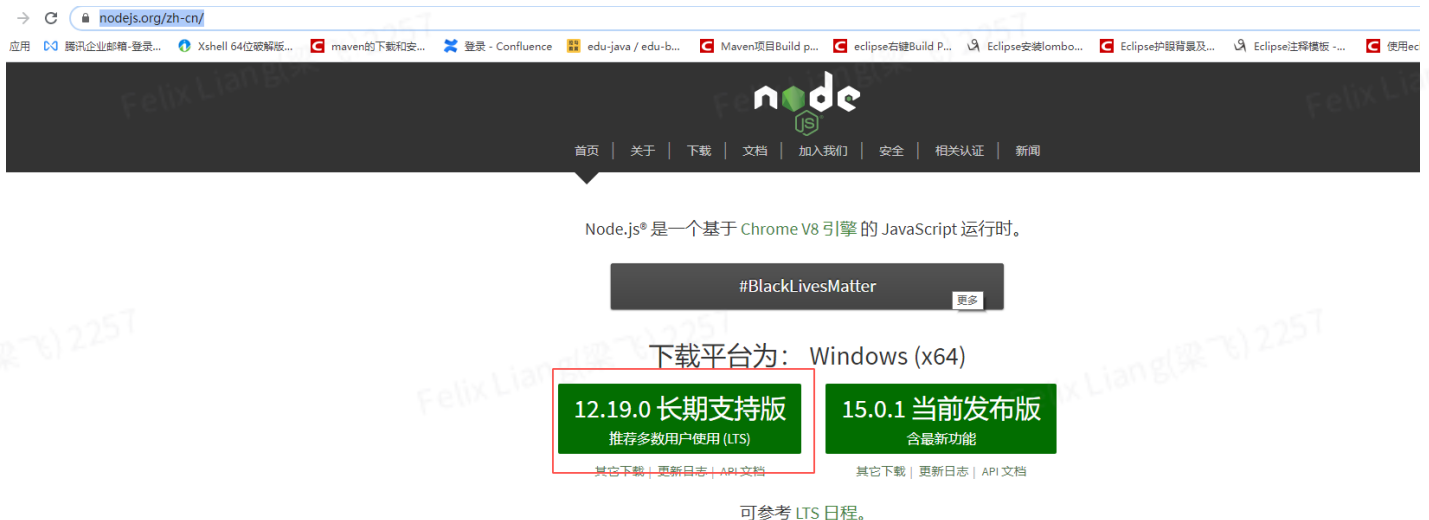 nodejs.org/zh-cn/
应用 腾讯企业邮箱-登录... Xshell 64位破解版... maven的下载和安... 登录 - Confluence edu-java / edu-b... Maven项目Build p... eclipse右键Build P... Eclipse安装lombo... Eclipse护眼背景及... Eclipse注释模板 -... 使用ec
node
JS
首页 | 关于 | 下载 | 文档 | 加入我们 | 安全 | 相关认证 | 新闻
Node.js® 是一个基于 Chrome V8 引擎 的 JavaScript 运行时。
#BlackLivesMatter
更多
下载平台为： Windows (x64)
12.19.0 长期支持版 15.0.1 当前发布版
推荐多数用户使用 (LTS) 含最新功能
其它下载 | 更新日志 | API 文档 其它下载 | 更新日志 | API 文档
可参考 LTS 日程。
Felix Liang(梁飞) 2257